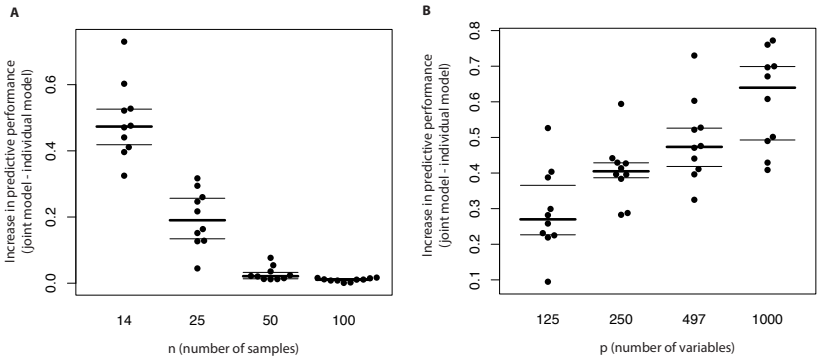 A
Increase in predictive performance
(joint model - individual model)
0.6
0.4
0.2
0.0
14 25 50 100
n (number of samples)
B
Increase in predictive performance
(joint model - individual model)
0.8
0.7
0.6
0.5
0.4
0.3
0.2
0.1
125 250 497 1000
p (number of variables)